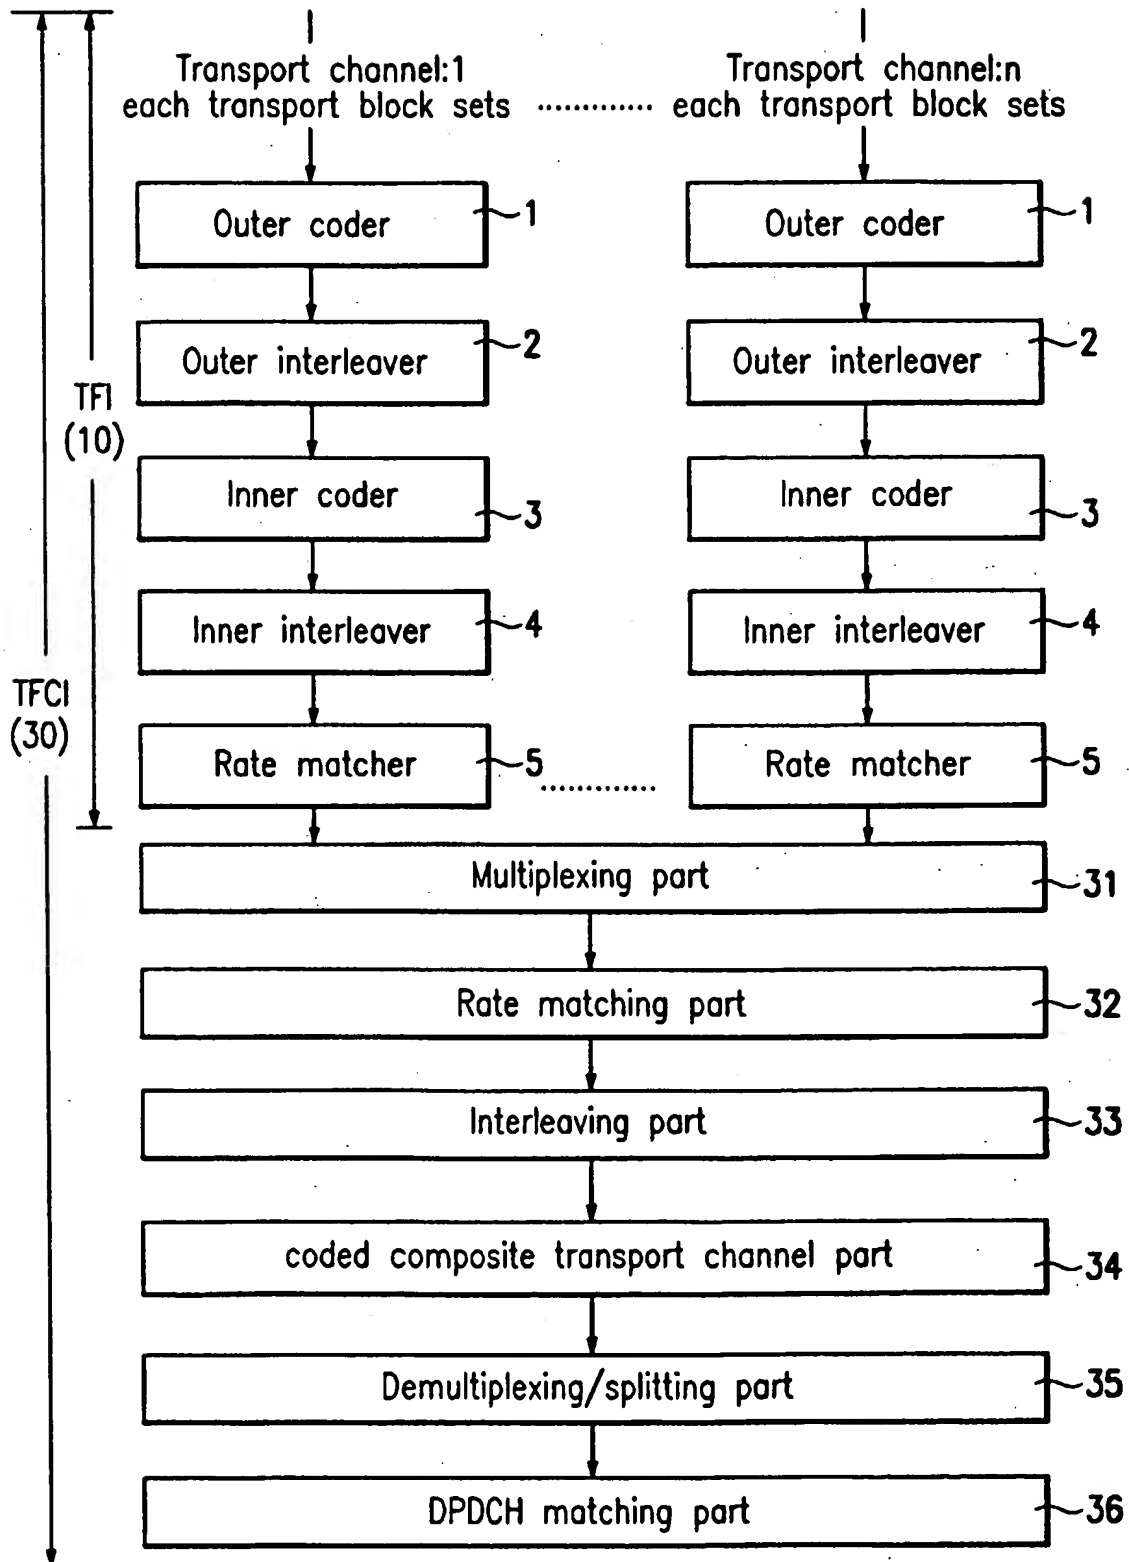 Transport channel:1
each transport block sets
Transport channel:n
each transport block sets
Outer coder 1
Outer coder 1
Outer interleaver 2
Outer interleaver 2
TFI
(10)
Inner coder 3
Inner coder 3
Inner interleaver 4
Inner interleaver 4
TFCI
(30)
Rate matcher 5
Rate matcher 5
Multiplexing part 31
Rate matching part 32
Interleaving part 33
coded composite transport channel part 34
Demultiplexing/splitting part 35
DPDCH matching part 36